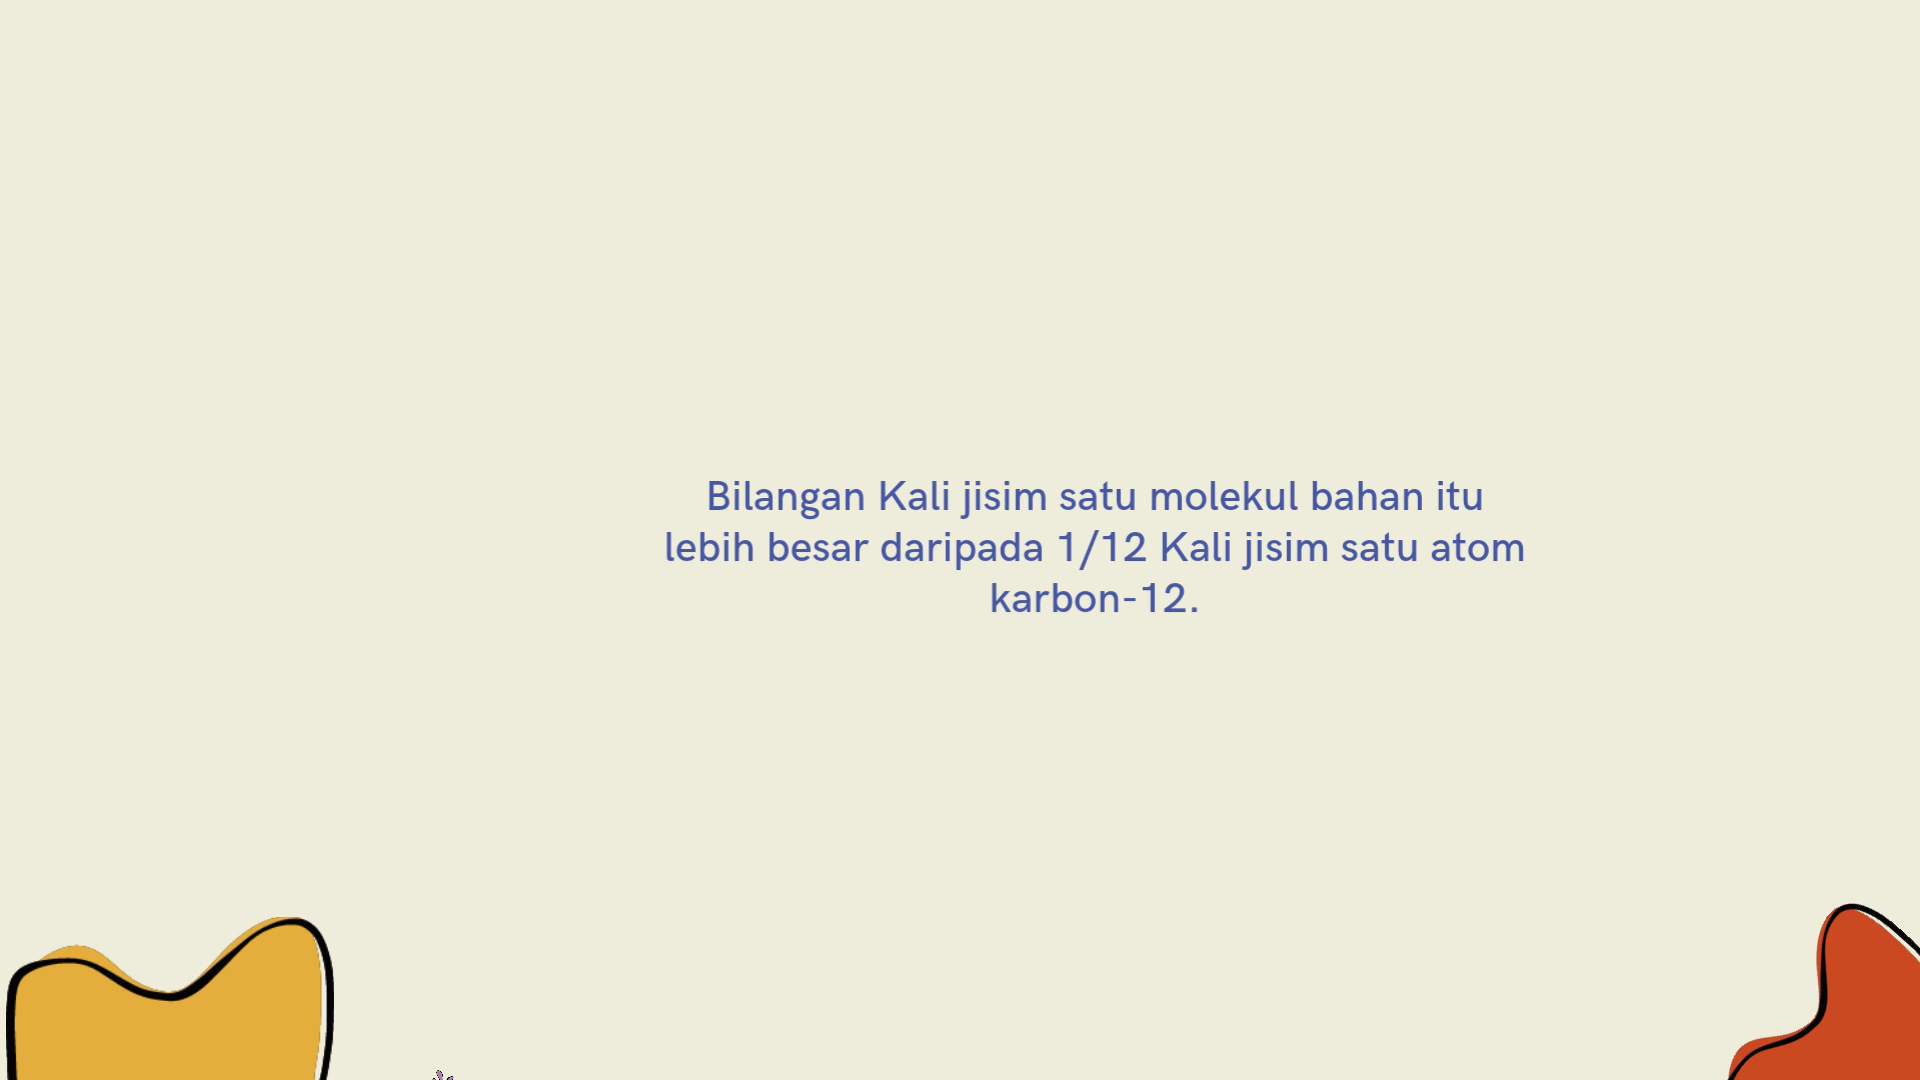 Bilangan Kali jisim satu molekul bahan itu
lebih besar daripada 1/12 Kali jisim satu atom
karbon-12.